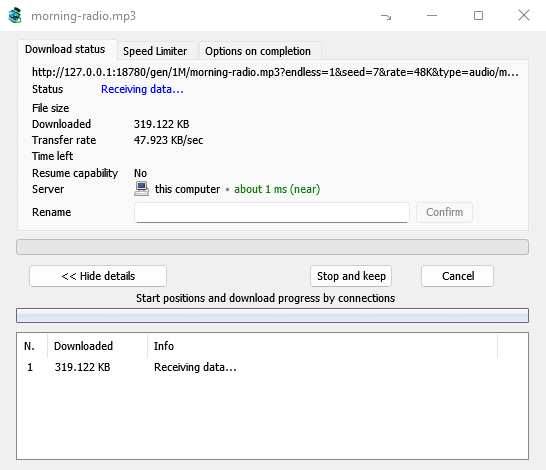 morning-radio.mp3
Download status Speed Limiter Options on completion
http://127.0.0.1:18780/gen/1M/morning-radio.mp3?endless=1&seed=7&rate=48K&type=audio/m...
Status Receiving data...
File size
Downloaded 319.122 KB
Transfer rate 47.923 KB/sec
Time left
Resume capability No
Server this computer • about 1 ms (near)
Rename Confirm
<< Hide details Stop and keep Cancel
Start positions and download progress by connections
N. Downloaded Info
1 319.122 KB Receiving data...